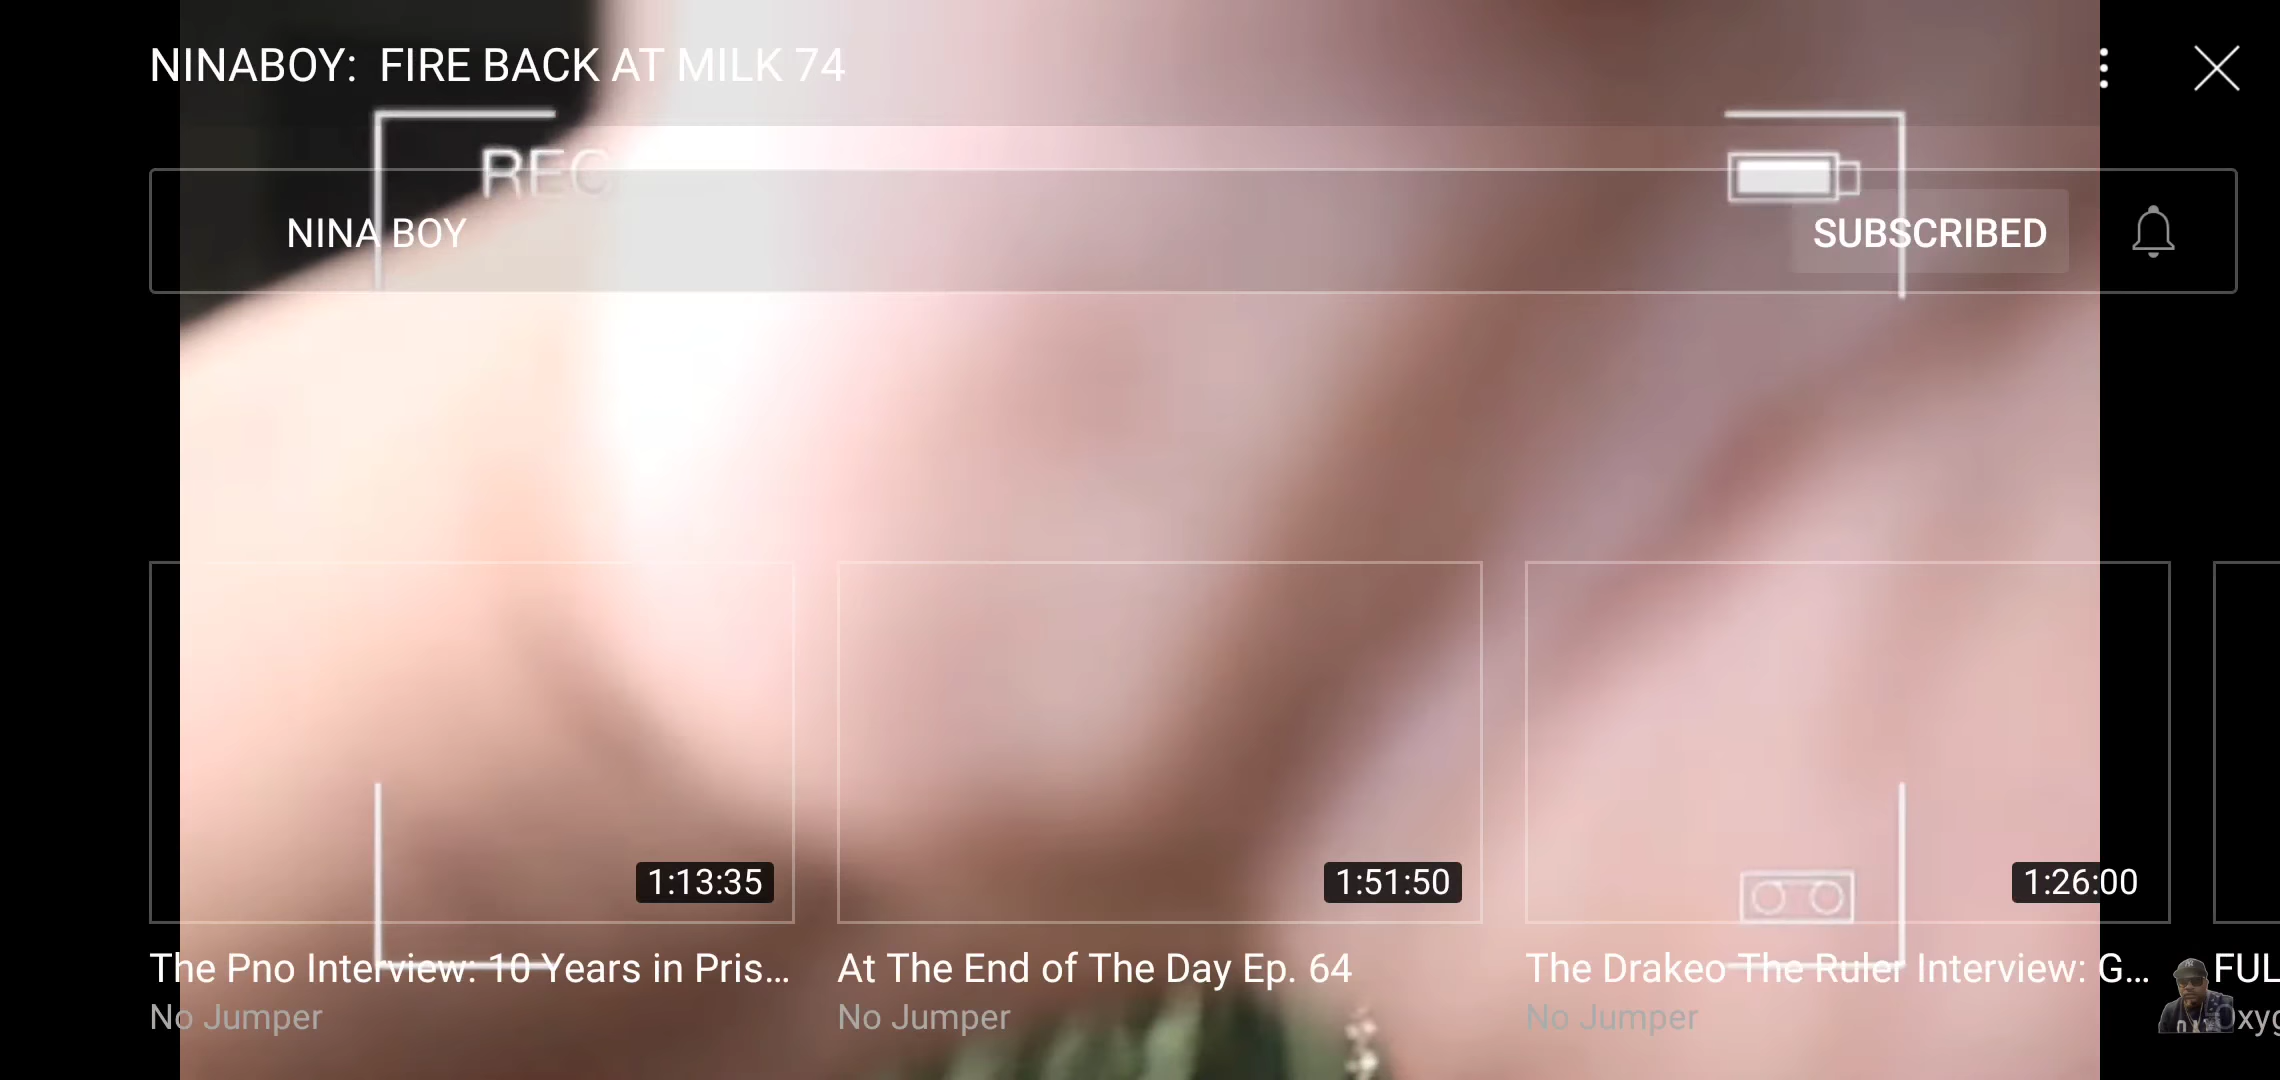 NINABOY: FIRE BACK AT MILK 74
REC
NINA BOY
SUBSCRIBED
1:13:35
1:51:50
1:26:00
The Pno Interview: 10 Years in Pris...
At The End of The Day Ep. 64
The Drakeo The Ruler Interview: G...
FUL
No Jumper
No Jumper
No Jumper
Oxyg